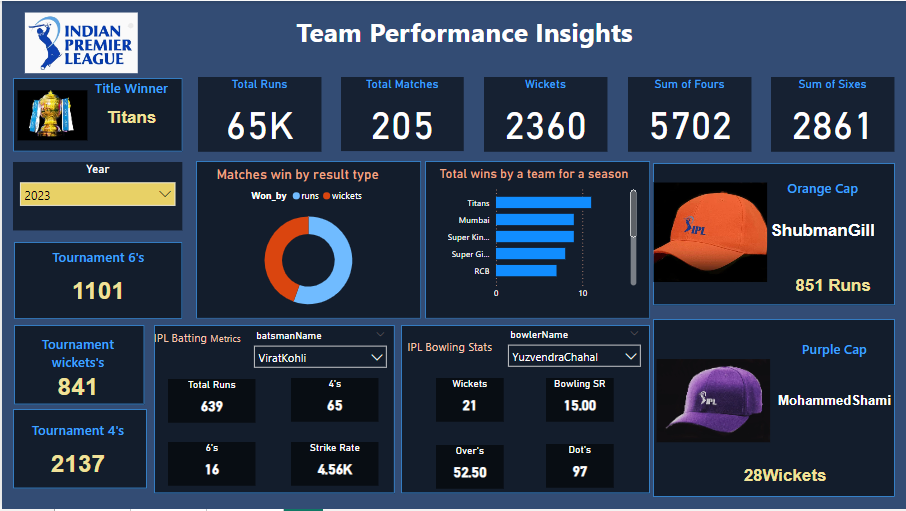 INDIAN
PREMIER
LEAGUE
Team Performance Insights
Title Winner
Titans
Total Runs
65K
Total Matches
205
Wickets
2360
Sum of Fours
5702
Sum of Sixes
2861
Year
2023
Matches win by result type
Won_by runs wickets
Total wins by a team for a season
Titans
Mumbai
Super Kin...
Super Gi...
RCB
0 10
Orange Cap
IPL
ShubmanGill
851 Runs
Tournament 6's
1101
Tournament
wickets's
841
Tournament 4's
2137
IPL Batting Metrics
batsmanName
ViratKohli
Total Runs
639
4's
65
6's
16
Strike Rate
4.56K
IPL Bowling Stats
bowlerName
YuzvendraChahal
Wickets
21
Bowling SR
15.00
Over's
52.50
Dot's
97
Purple Cap
IPL
MohammedShami
28Wickets